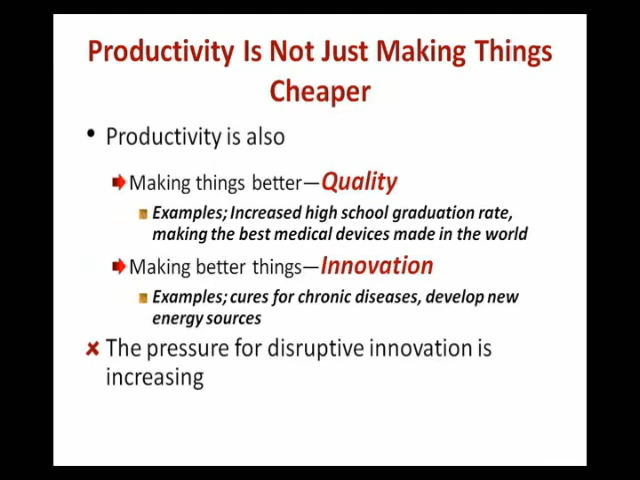 Productivity Is Not Just Making Things
Cheaper
• Productivity is also
Making things better—Quality
Examples; Increased high school graduation rate,
making the best medical devices made in the world
Making better things—Innovation
Examples; cures for chronic diseases, develop new
energy sources
The pressure for disruptive innovation is
increasing